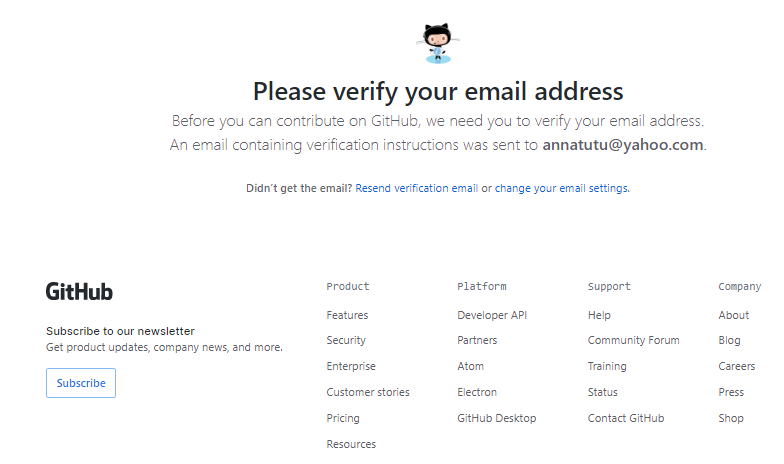 Please verify your email address
Before you can contribute on GitHub, we need you to verify your email address.
An email containing verification instructions was sent to annatutu@yahoo.com.
Didn't get the email? Resend verification email or change your email settings.
GitHub
Subscribe to our newsletter
Get product updates, company news, and more.
Subscribe
Product
Features
Security
Enterprise
Customer stories
Pricing
Resources
Platform
Developer API
Partners
Atom
Electron
GitHub Desktop
Support
Help
Community Forum
Training
Status
Contact GitHub
Company
About
Blog
Careers
Press
Shop